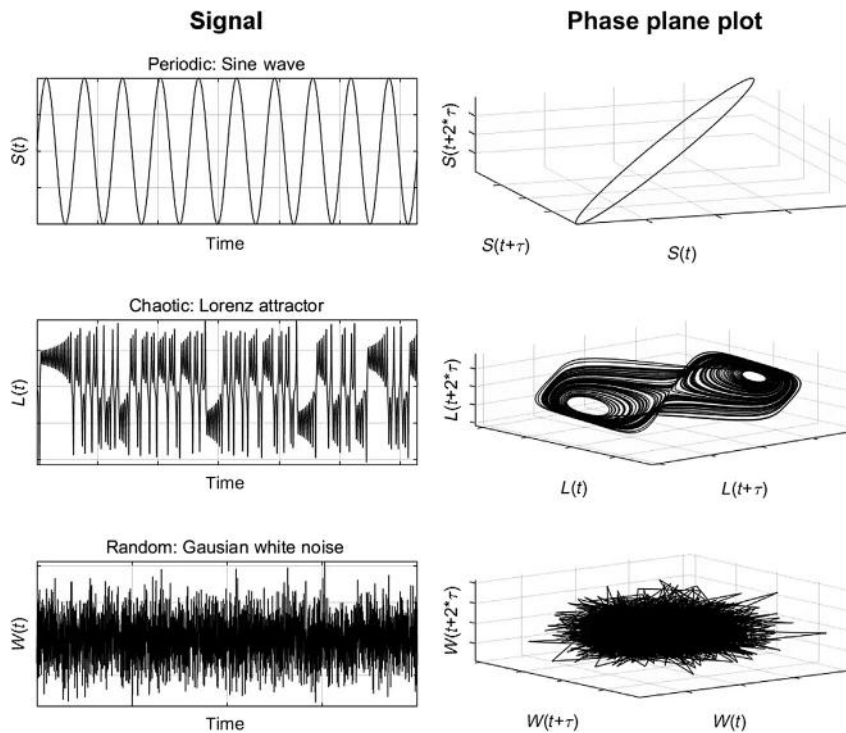 Signal
Phase plane plot
Periodic: Sine wave
S(t)
Time
S(t+2*τ)
S(t+τ)
S(t)
Chaotic: Lorenz attractor
L(t)
Time
L(t+2*τ)
L(t)
L(t+τ)
Random: Gausian white noise
W(t)
Time
W(t+2*τ)
W(t+τ)
W(t)